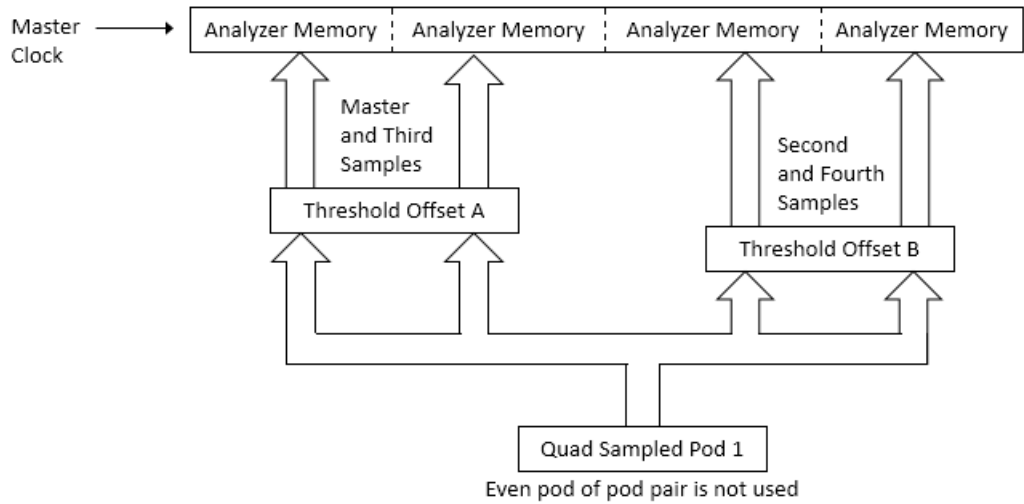 Master
Clock
Analyzer Memory
Analyzer Memory
Analyzer Memory
Analyzer Memory
Master
and Third
Samples
Second
and Fourth
Samples
Threshold Offset A
Threshold Offset B
Quad Sampled Pod 1
Even pod of pod pair is not used